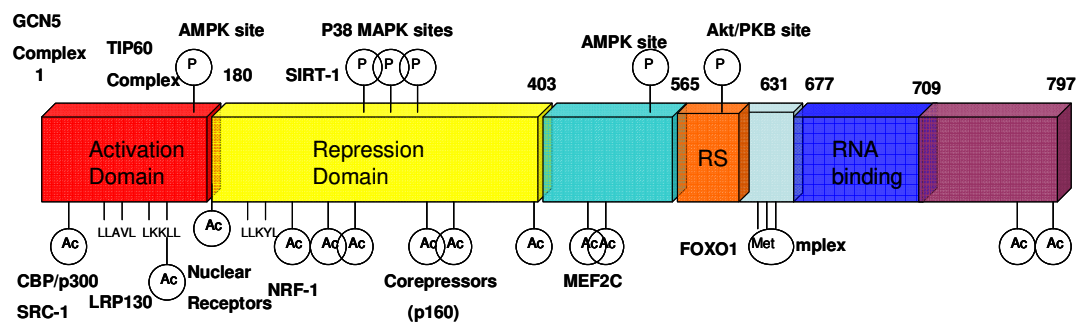 GCN5
Complex
1
TIP60
Complex
AMPK site
P
180
SIRT-1
P38 MAPK sites
P P P
403
AMPK site
P
565
Akt/PKB site
P
631
677
709
797
Activation
Domain
Repression
Domain
RS
RNA
binding
Ac
LLAVL
LKKLL
Ac
Ac
LLKYL
Ac
Ac
Ac
Ac
Ac
Ac
Ac
Ac
Met
mplex
Ac
Ac
CBP/p300
SRC-1
LRP130
Nuclear
Receptors
NRF-1
Corepressors
(p160)
MEF2C
FOXO1